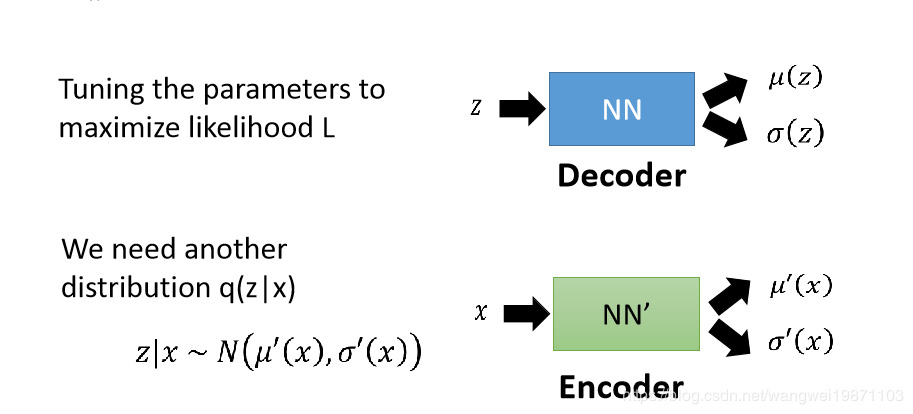 Tuning the parameters to
maximize likelihood L
z
NN
μ(z)
σ(z)
Decoder
We need another
distribution q(z|x)
z|x ~ N(μ′(x), σ′(x))
x
NN’
μ′(x)
σ′(x)
Encoder
https://blog.csdn.net/wangwei19871103